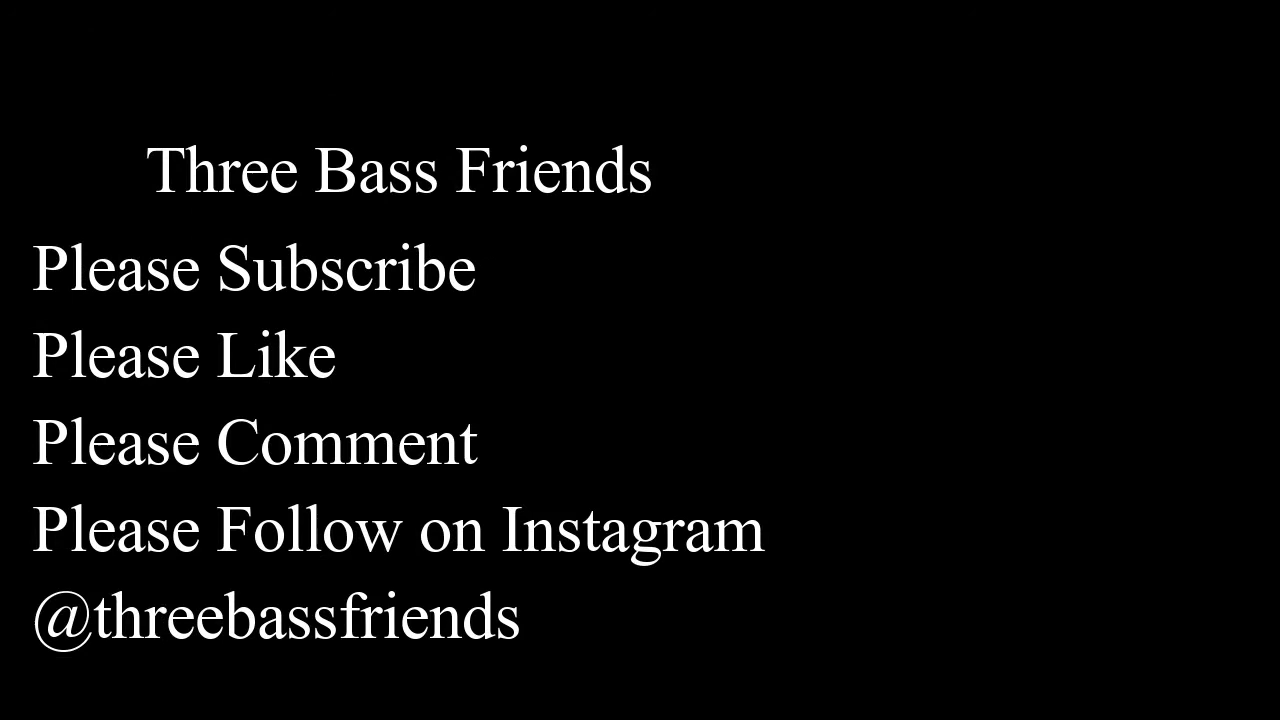 Three Bass Friends
Please Subscribe
Please Like
Please Comment
Please Follow on Instagram
@threebassfriends